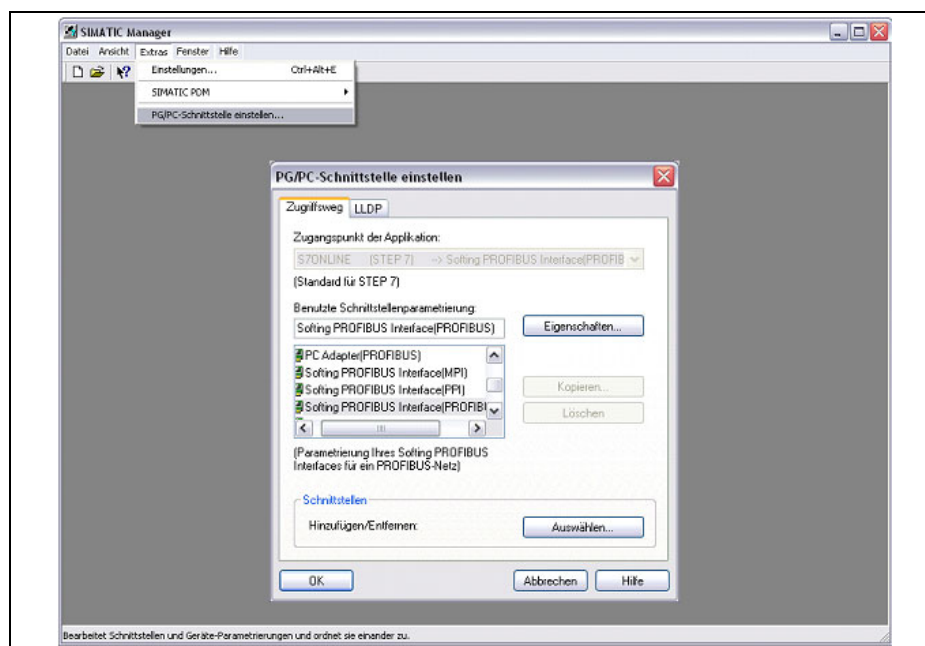 SIMATIC Manager
Datei Ansicht Extras Fenster Hilfe
Einstellungen... Ctrl+Alt+E
SIMATIC PDM
PG/PC-Schnittstelle einstellen...
PG/PC-Schnittstelle einstellen
Zugriffsweg LLDP
Zugangspunkt der Applikation:
S7ONLINE (STEP 7) --> Softing PROFIBUS Interface(PROFIB
(Standard für STEP 7)
Benutzte Schnittstellenparametrierung:
Softing PROFIBUS Interface(PROFIBUS)
Eigenschaften...
PC Adapter(PROFIBUS)
Softing PROFIBUS Interface(MPI)
Softing PROFIBUS Interface(PPI)
Softing PROFIBUS Interface(PROFIBU
Kopieren...
Löschen
(Parametrierung Ihres Softing PROFIBUS
Interfaces für ein PROFIBUS-Netz)
Schnittstellen
Hinzufügen/Entfernen:
Auswählen...
OK Abbrechen Hilfe
Bearbeitet Schnittstellen und Geräte-Parametrierungen und ordnet sie einander zu.